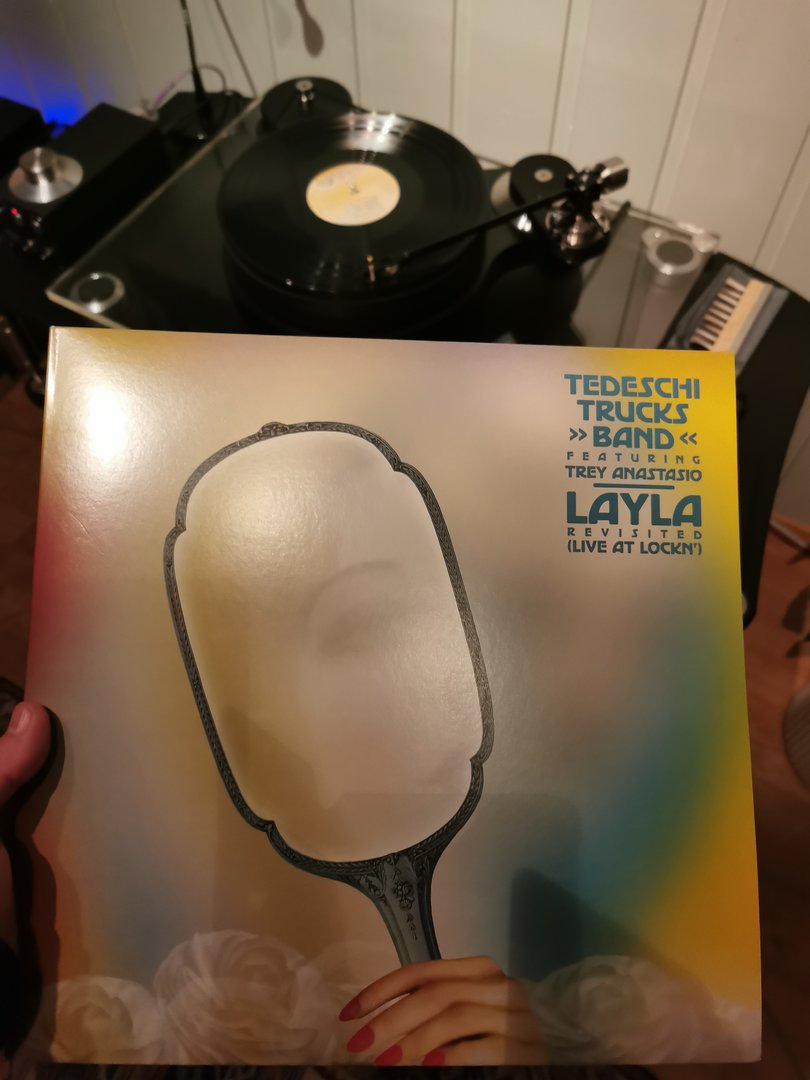 TEDESCHI
TRUCKS
>> BAND <<
FEATURING
TREY ANASTASIO
LAYLA
REVISITED
(LIVE AT LOCKN')